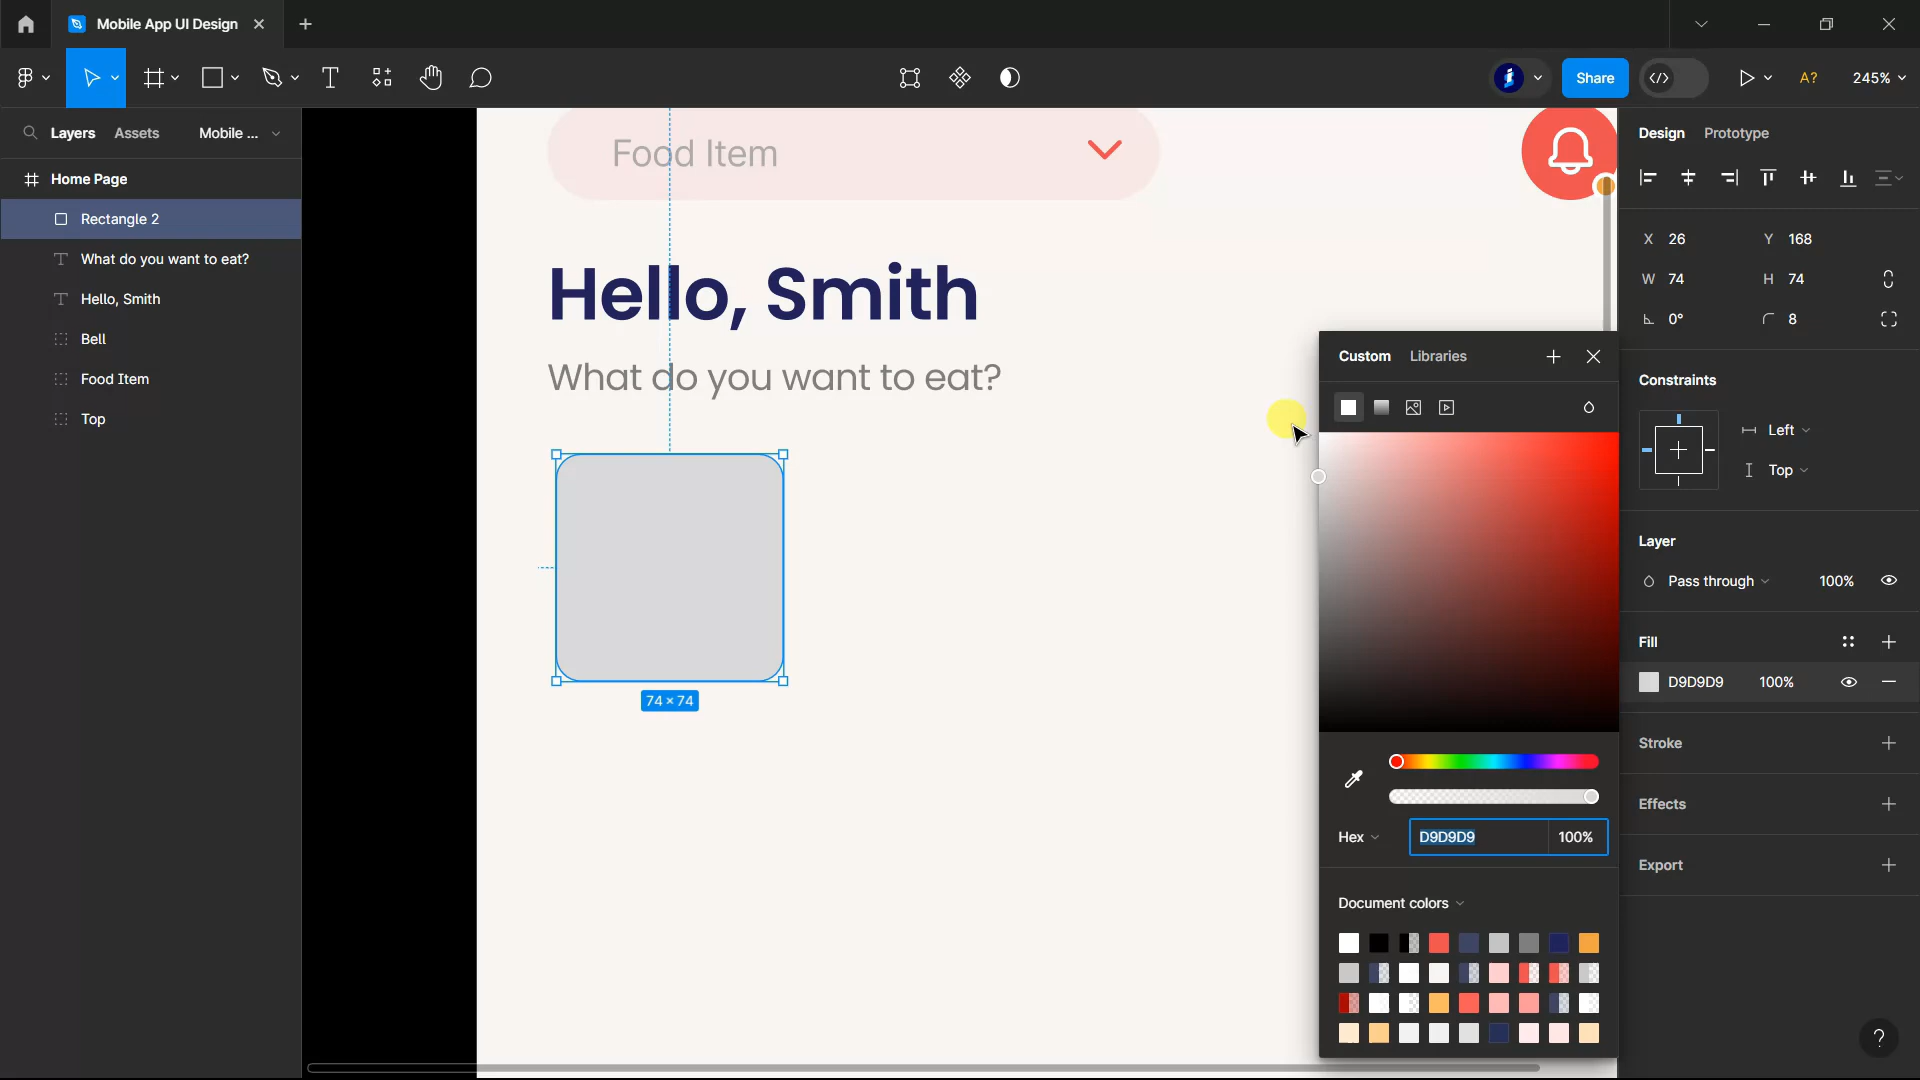 Mobile App UI Design
Share
A?
245%
Layers
Assets
Mobile ...
Home Page
Rectangle 2
What do you want to eat?
Hello, Smith
Bell
Food Item
Top
Food Item
Hello, Smith
What do you want to eat?
74 × 74
Custom
Libraries
Hex
D9D9D9
100%
Document colors
Design
Prototype
X 26
Y 168
W 74
H 74
0°
8
Constraints
Left
Top
Layer
Pass through
100%
Fill
D9D9D9
100%
Stroke
Effects
Export
?